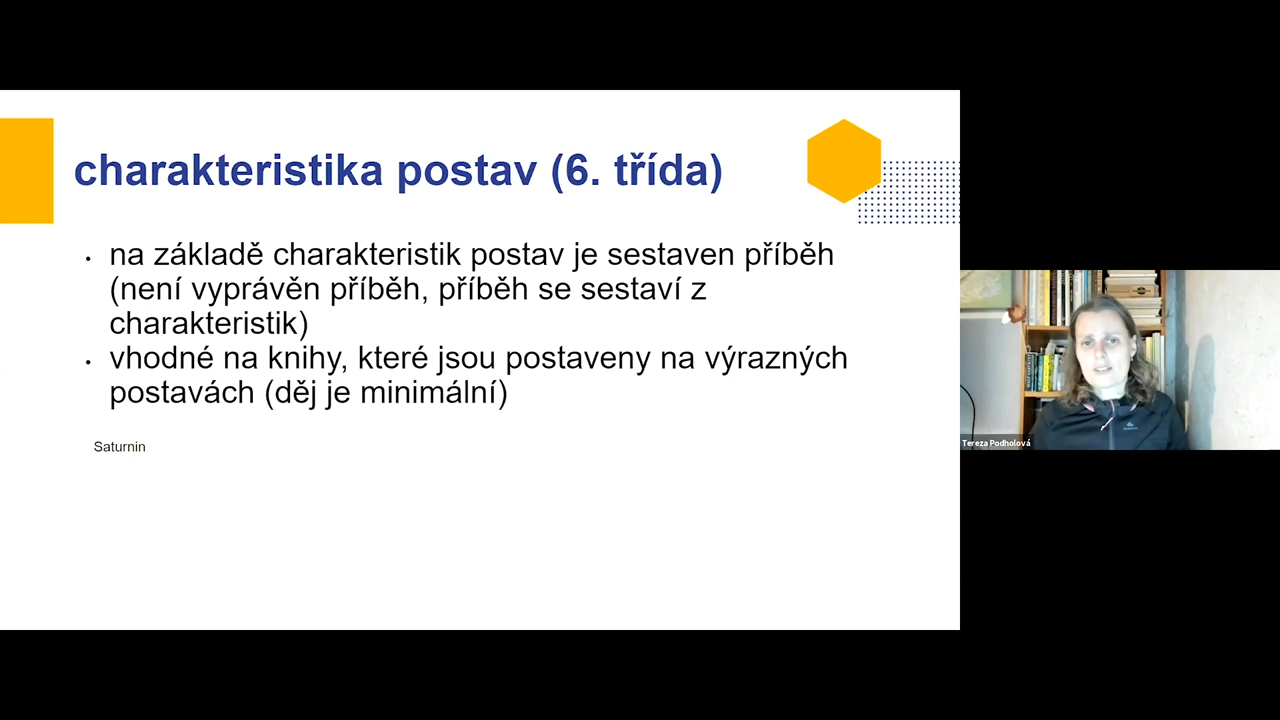 charakteristika postav (6. třída)
• na základě charakteristik postav je sestaven příběh
(není vyprávěn příběh, příběh se sestaví z
charakteristik)
• vhodné na knihy, které jsou postaveny na výrazných
postavách (děj je minimální)
Saturnin
Tereza Podholová